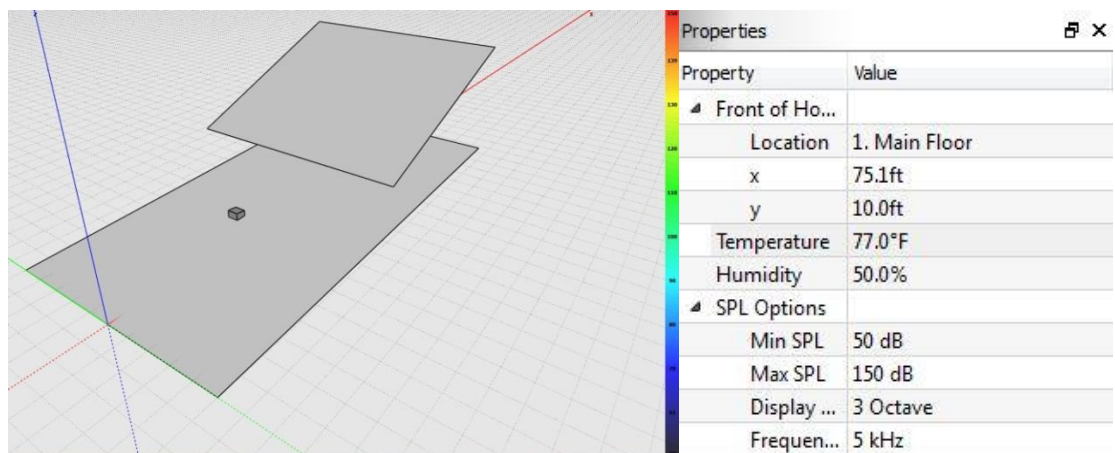 Properties
Property Value
Front of Ho...
Location 1. Main Floor
x 75.1ft
y 10.0ft
Temperature 77.0°F
Humidity 50.0%
SPL Options
Min SPL 50 dB
Max SPL 150 dB
Display ... 3 Octave
Frequen... 5 kHz